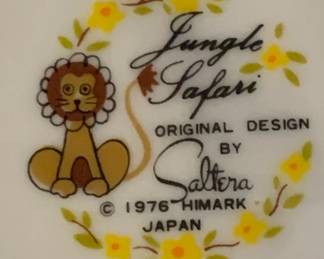 Jungle
Safari
ORIGINAL DESIGN
BY
Saltera
© 1976 HIMARK
JAPAN